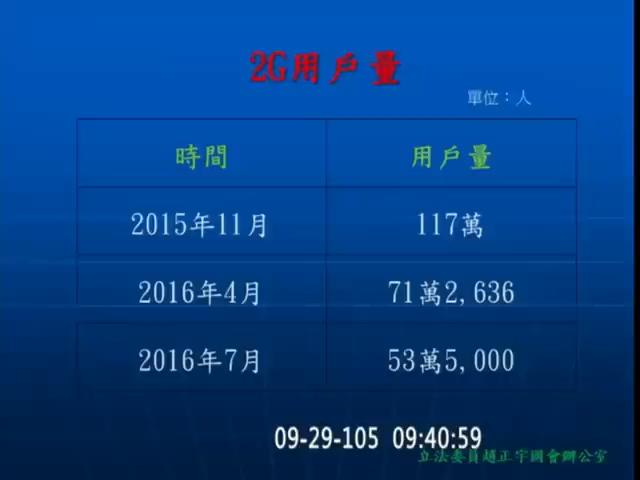 2G用戶量
單位：人
時間 用戶量
2015年11月 117萬
2016年4月 71萬2,636
2016年7月 53萬5,000
09-29-105 09:40:59
立法委員趙正宇國會辦公室